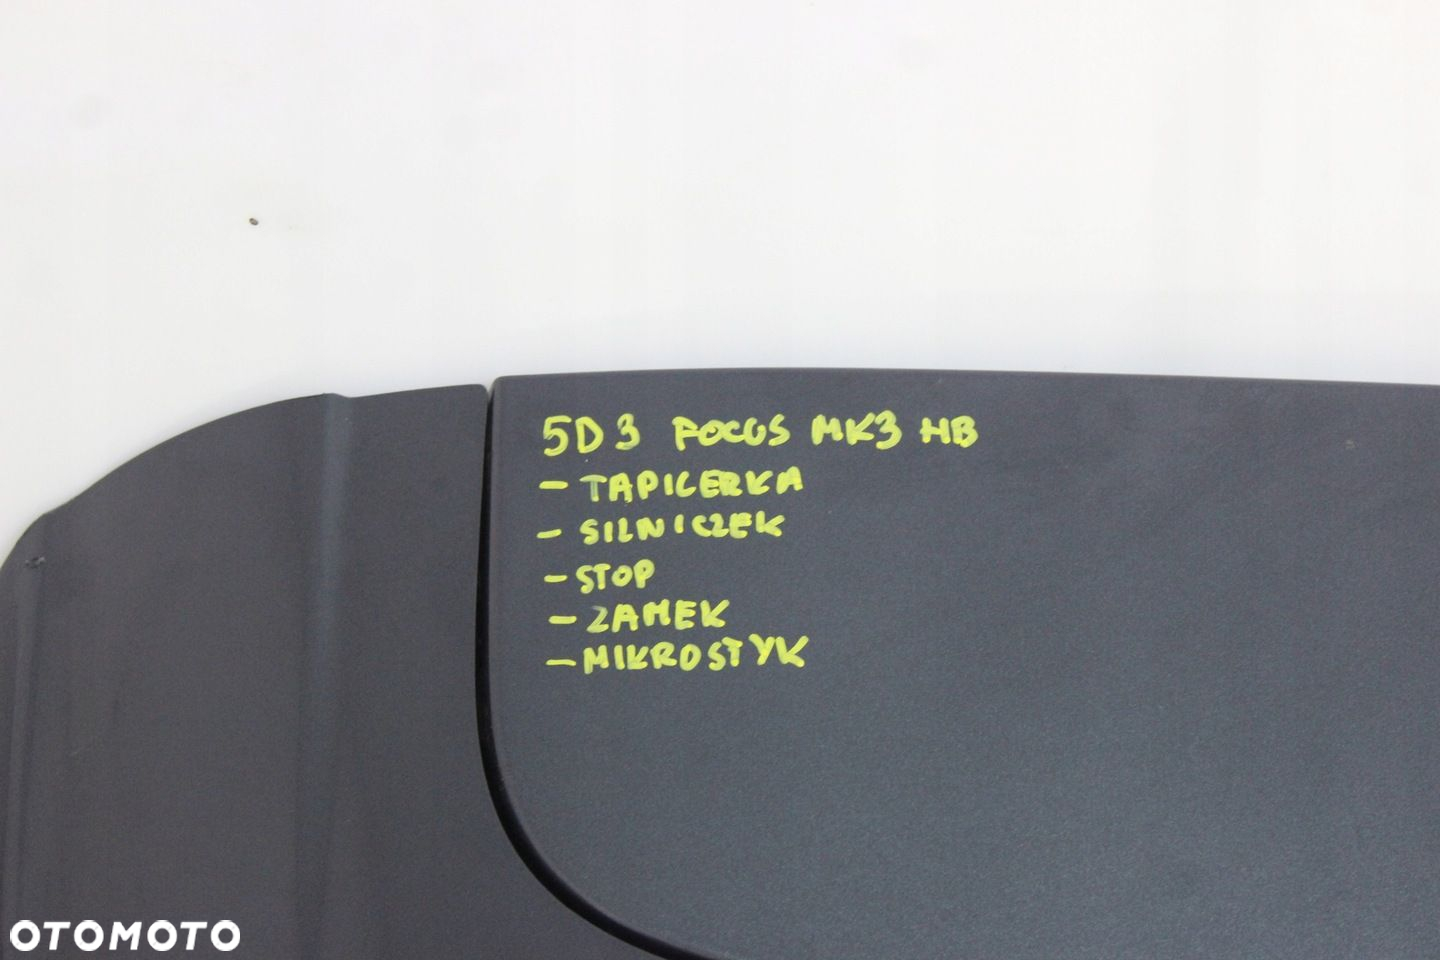 5D3 FOCUS MK3 HB
- TAPICERKA
- SILNICZEK
- STOP
- ZAMEK
- MIKROSTYK
OTOMOTO